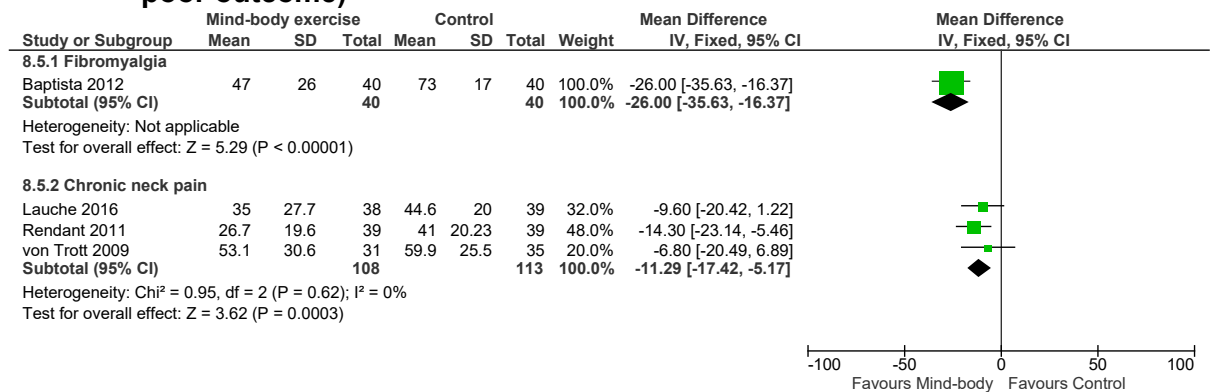 poor outcome)
Mind-body exercise Control Mean Difference Mean Difference
Study or Subgroup Mean SD Total Mean SD Total Weight IV, Fixed, 95% CI IV, Fixed, 95% CI
8.5.1 Fibromyalgia
Baptista 2012 47 26 40 73 17 40 100.0% -26.00 [-35.63, -16.37]
Subtotal (95% CI) 40 40 100.0% -26.00 [-35.63, -16.37]
Heterogeneity: Not applicable
Test for overall effect: Z = 5.29 (P < 0.00001)
8.5.2 Chronic neck pain
Lauche 2016 35 27.7 38 44.6 20 39 32.0% -9.60 [-20.42, 1.22]
Rendant 2011 26.7 19.6 39 41 20.23 39 48.0% -14.30 [-23.14, -5.46]
von Trott 2009 53.1 30.6 31 59.9 25.5 35 20.0% -6.80 [-20.49, 6.89]
Subtotal (95% CI) 108 113 100.0% -11.29 [-17.42, -5.17]
Heterogeneity: Chi² = 0.95, df = 2 (P = 0.62); I² = 0%
Test for overall effect: Z = 3.62 (P = 0.0003)
-100 -50 0 50 100
Favours Mind-body Favours Control